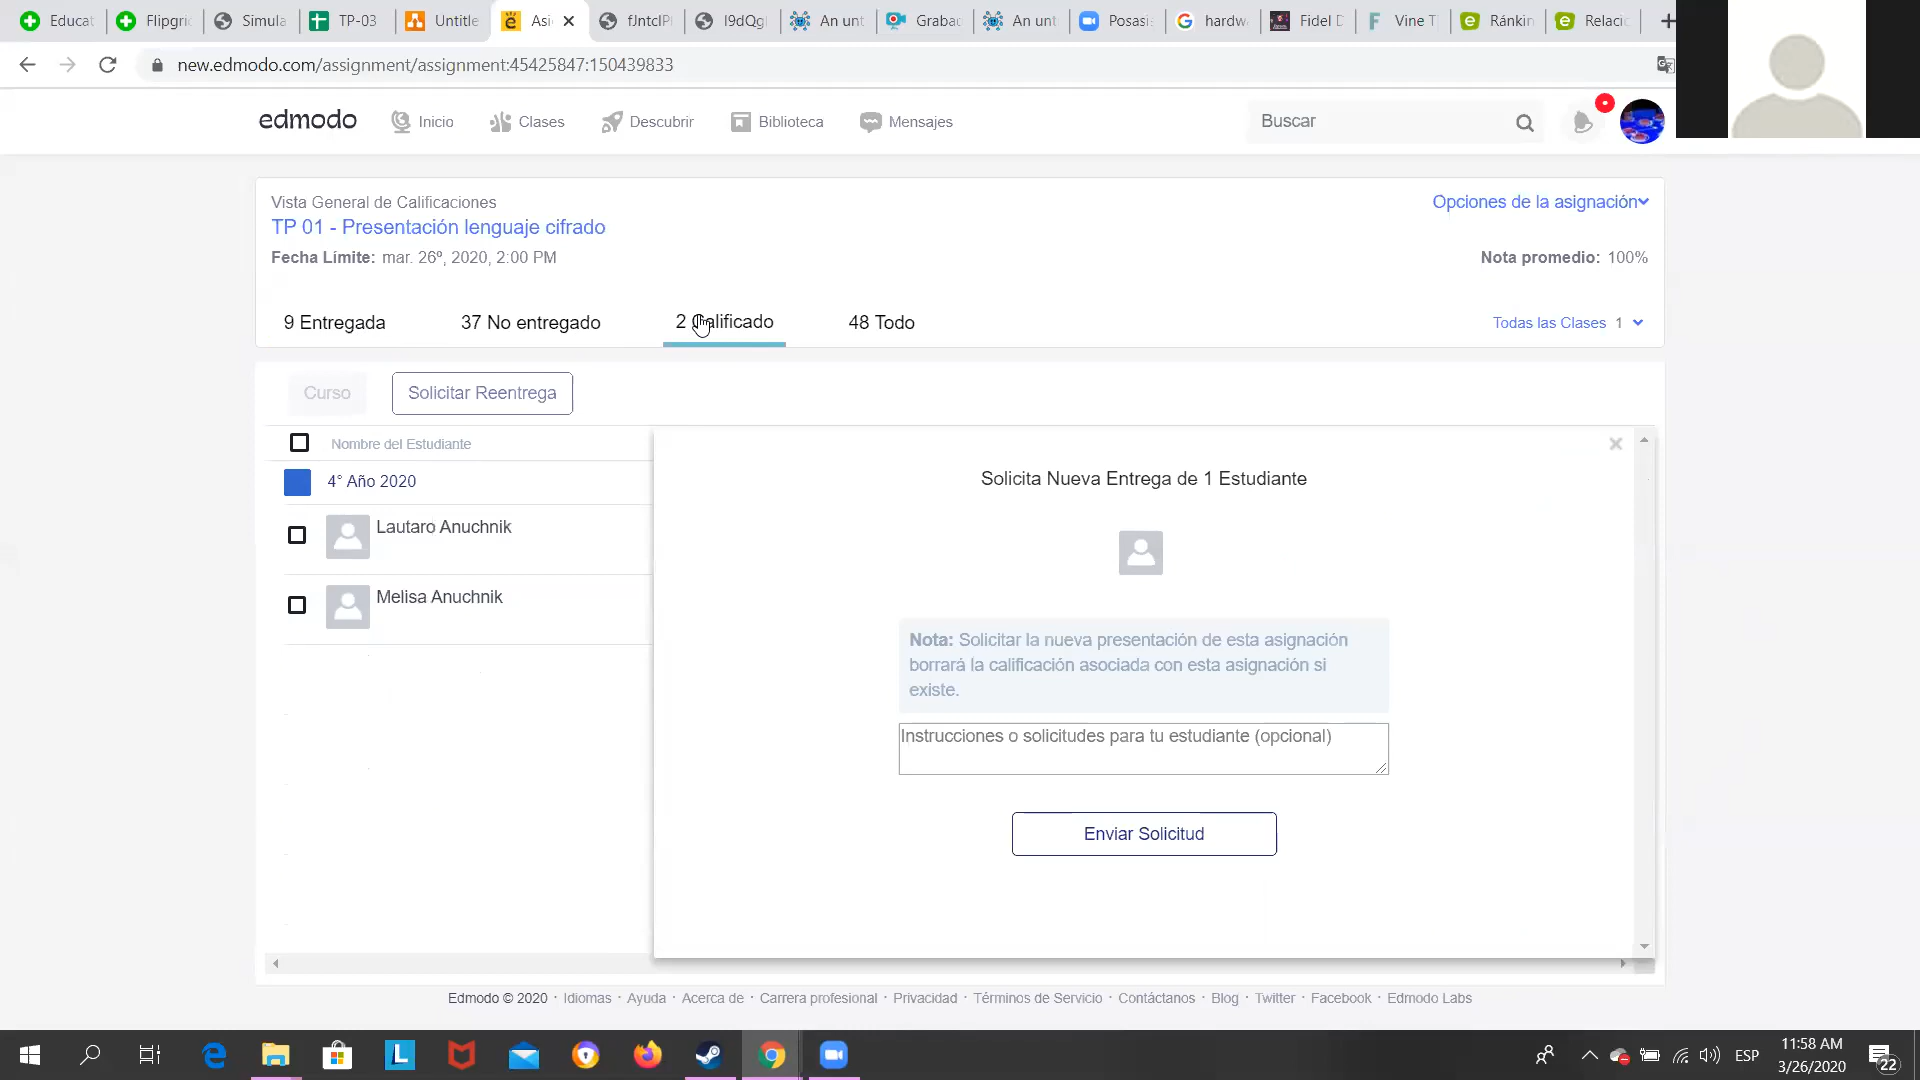 Educat
Flipgric
Simula
TP-03
Untitle
Asi
fJntclP
l9dQg
An unt
Grabac
An unt
Posasi
hardwa
Fidel D
Vine T
Ránkin
Relacio
new.edmodo.com/assignment/assignment:45425847:150439833
edmodo
Inicio
Clases
Descubrir
Biblioteca
Mensajes
Buscar
Vista General de Calificaciones
Opciones de la asignación
TP 01 - Presentación lenguaje cifrado
Fecha Límite: mar. 26º, 2020, 2:00 PM
Nota promedio: 100%
9 Entregada
37 No entregado
2 Calificado
48 Todo
Todas las Clases 1
Curso
Solicitar Reentrega
Nombre del Estudiante
4° Año 2020
Lautaro Anuchnik
Melisa Anuchnik
Solicita Nueva Entrega de 1 Estudiante
Nota: Solicitar la nueva presentación de esta asignación
borrará la calificación asociada con esta asignación si
existe.
Instrucciones o solicitudes para tu estudiante (opcional)
Enviar Solicitud
Edmodo © 2020 · Idiomas · Ayuda · Acerca de · Carrera profesional · Privacidad · Términos de Servicio · Contáctanos · Blog · Twitter · Facebook · Edmodo Labs
ESP
11:58 AM
3/26/2020
22